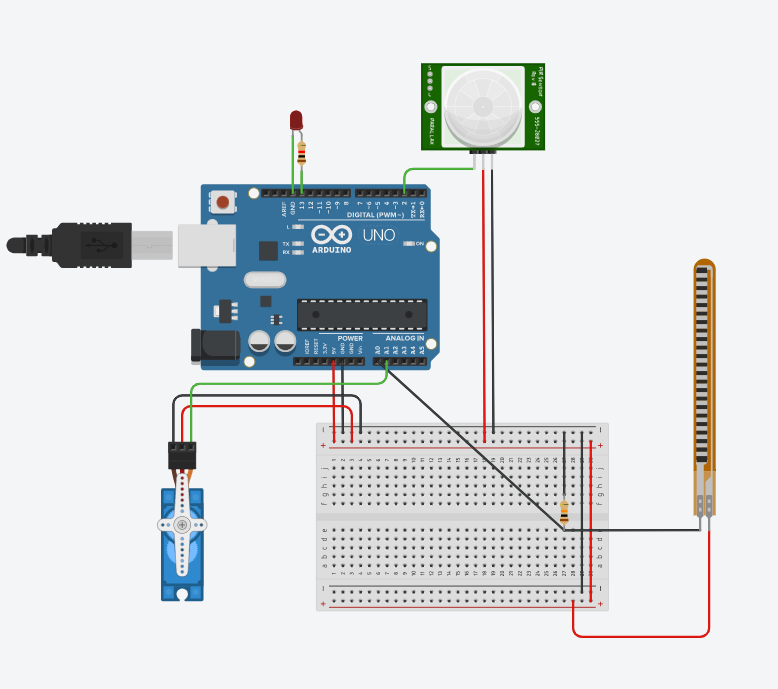 PIR Sensor
Rev B
PARALLAX
555-28027
AREF
GND
13
12
~11
~10
~9
8
7
~6
~5
4
~3
2
TX→1
RX←0
DIGITAL (PWM~)
L
TX
RX
UNO
ON
ARDUINO
POWER
ANALOG IN
IOREF
RESET
3.3V
5V
GND
GND
Vin
A0
A1
A2
A3
A4
A5
j
i
h
g
f
e
d
c
b
a